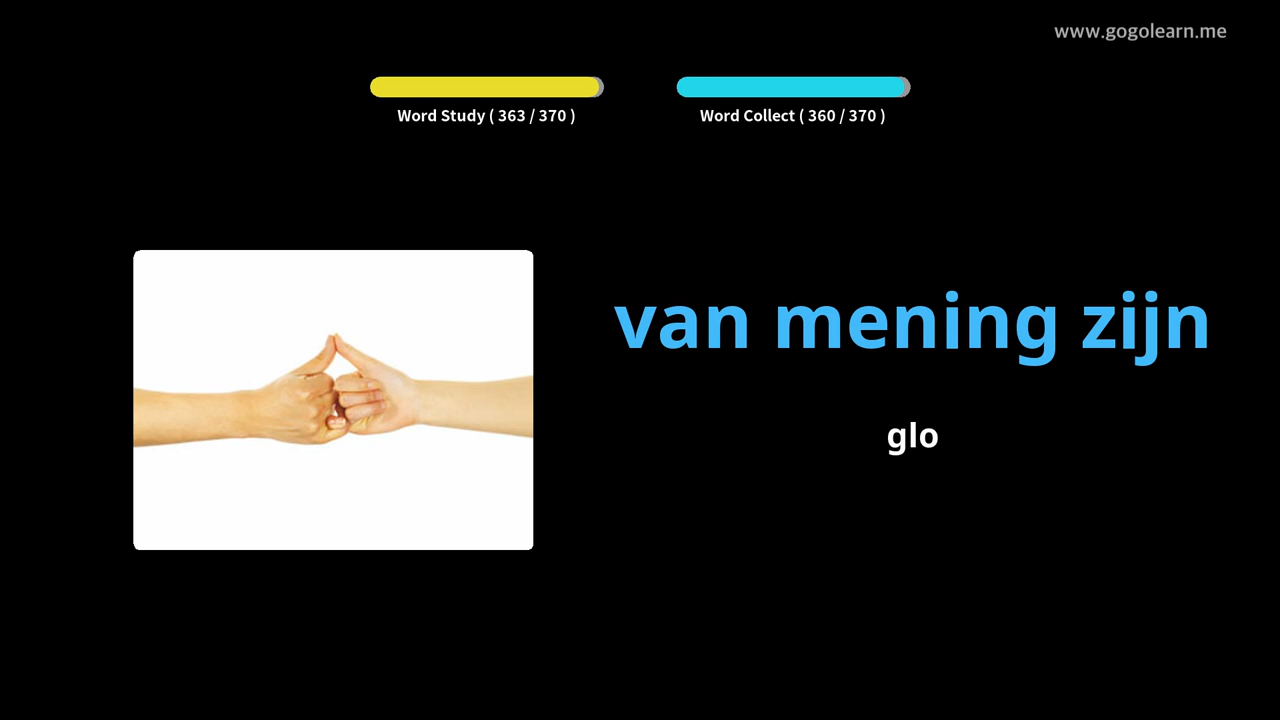 www.gogolearn.me
Word Study ( 363 / 370 )
Word Collect ( 360 / 370 )
van mening zijn
glo